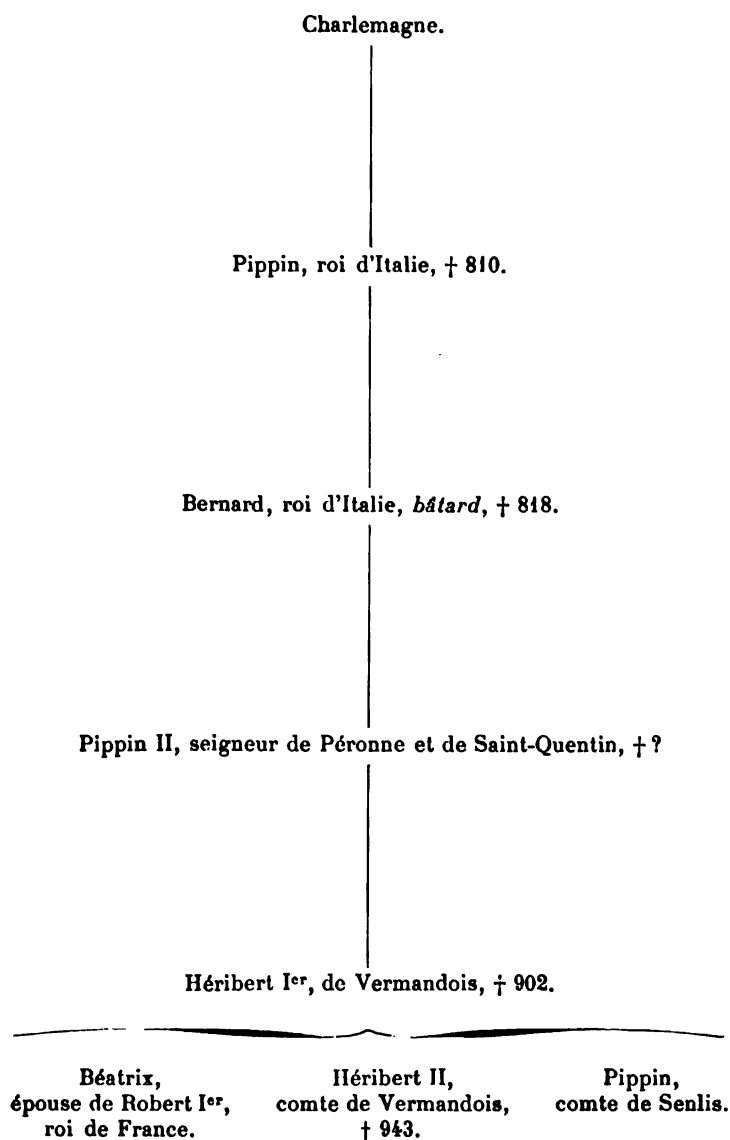 Charlemagne.
Pippin, roi d'Italie, † 810.
Bernard, roi d'Italie, bâtard, † 818.
Pippin II, seigneur de Péronne et de Saint-Quentin, † ?
Héribert Iᵉʳ, de Vermandois, † 902.
Béatrix,
épouse de Robert Iᵉʳ,
roi de France.
Héribert II,
comte de Vermandois,
† 943.
Pippin,
comte de Senlis.